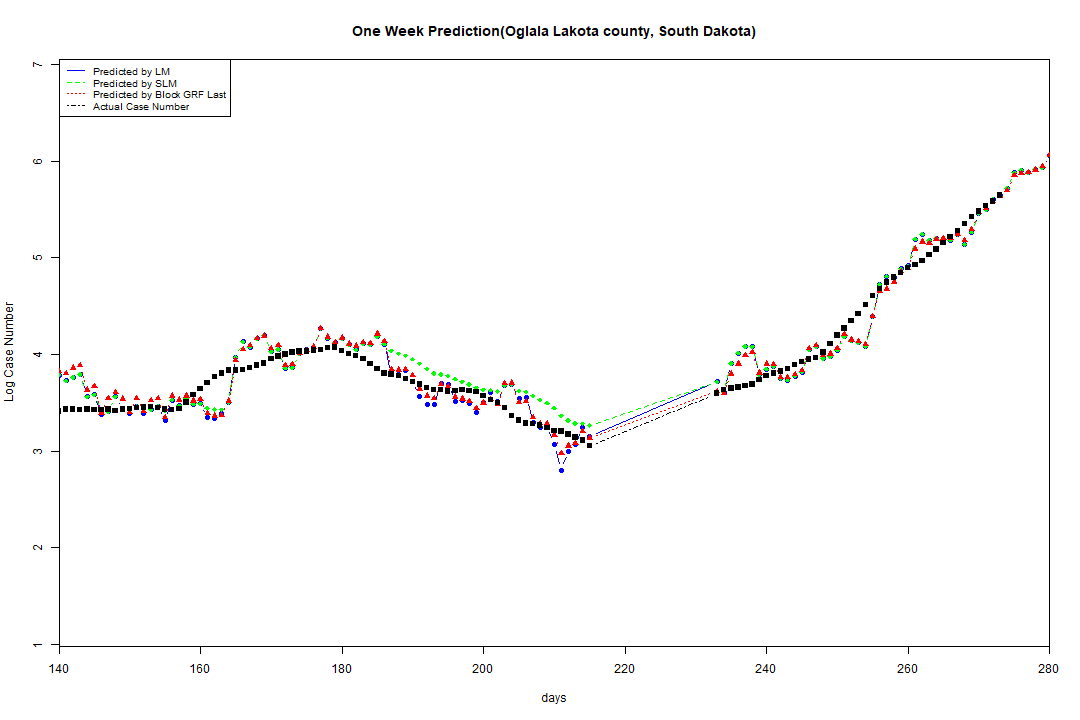 One Week Prediction(Oglala Lakota county, South Dakota)
Predicted by LM
Predicted by SLM
Predicted by Block GRF Last
Actual Case Number
Log Case Number
7
6
5
4
3
2
1
140 160 180 200 220 240 260 280
days